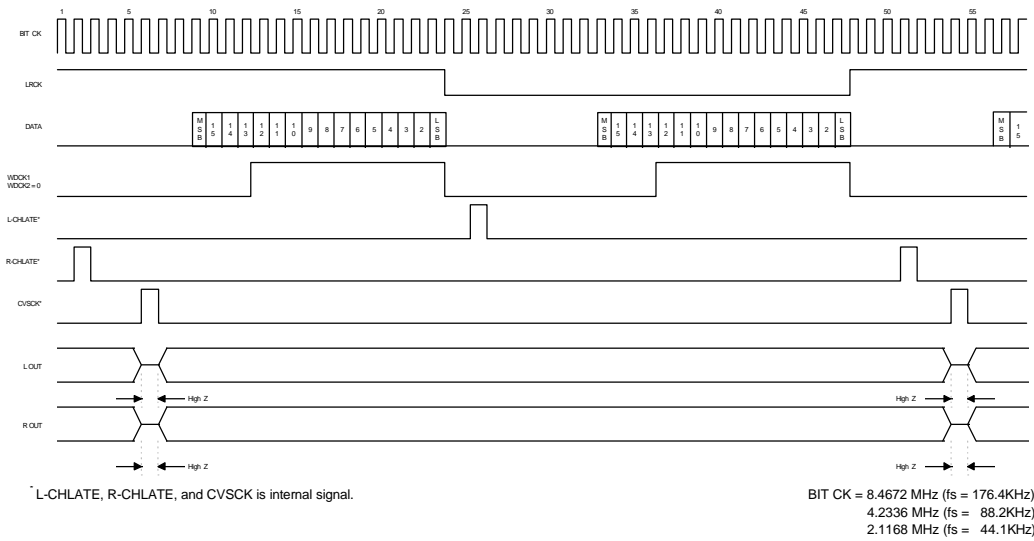 1 5 10 15 20 25 30 35 40 45 50 55
BIT CK
LRCK
DATA
MSB 15 14 13 12 11 10 9 8 7 6 5 4 3 2 LSB MSB 15 14 13 12 11 10 9 8 7 6 5 4 3 2 LSB MSB 15
WDCK1
WDCK2 = 0
L-CHLATE*
R-CHLATE*
CVSCK*
L OUT
High Z High Z
R OUT
High Z High Z
* L-CHLATE, R-CHLATE, and CVSCK is internal signal.
BIT CK = 8.4672 MHz (fs = 176.4KHz)
4.2336 MHz (fs = 88.2KHz)
2.1168 MHz (fs = 44.1KHz)